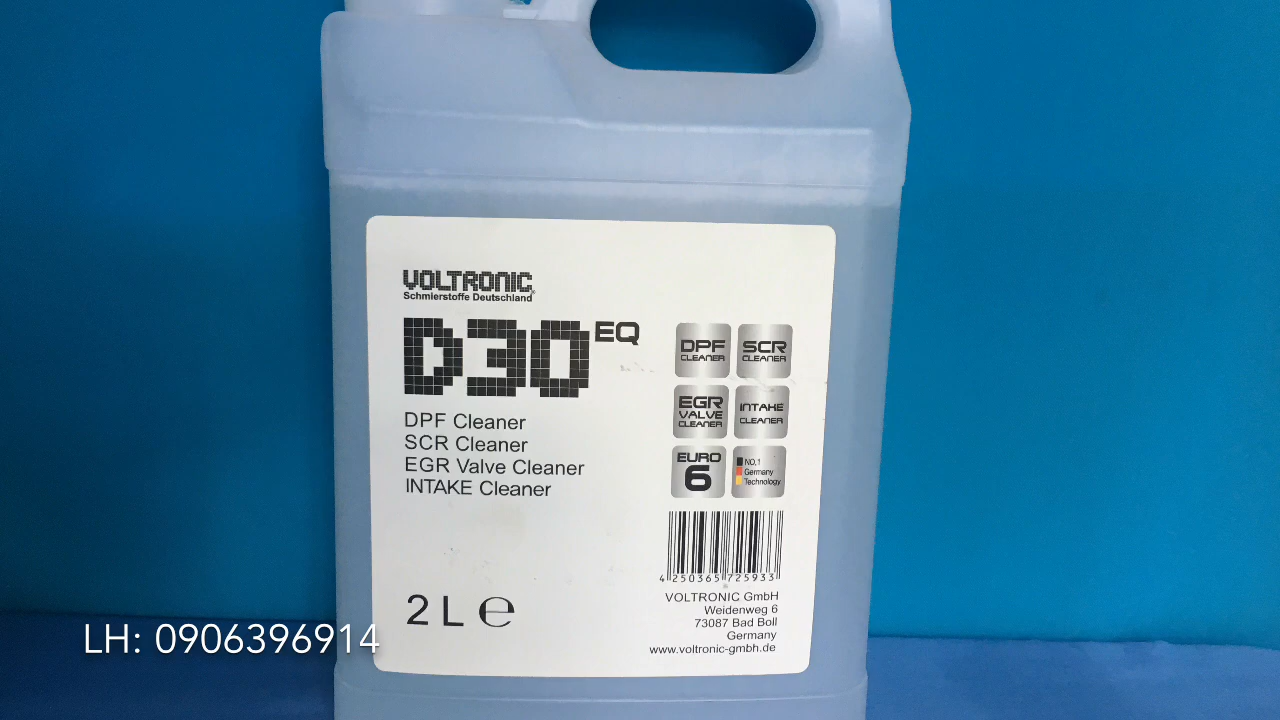 VOLTRONIC®
Schmierstoffe Deutschland
D30 EQ
DPF Cleaner
SCR Cleaner
EGR Valve Cleaner
INTAKE Cleaner
2 L ℮
DPF
CLEANER
SCR
CLEANER
EGR
VALVE
CLEANER
INTAKE
CLEANER
EURO
6
NO.1
Germany
Technology
4 250365 725933
VOLTRONIC GmbH
Weidenweg 6
73087 Bad Boll
Germany
www.voltronic-gmbh.de
LH: 0906396914